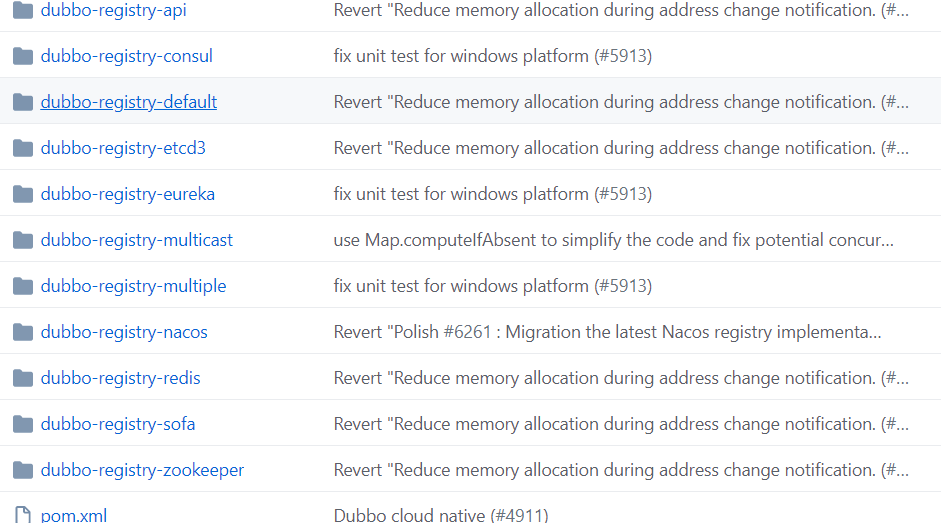 dubbo-registry-api Revert "Reduce memory allocation during address change notification. (#...
dubbo-registry-consul fix unit test for windows platform (#5913)
dubbo-registry-default Revert "Reduce memory allocation during address change notification. (#...
dubbo-registry-etcd3 Revert "Reduce memory allocation during address change notification. (#...
dubbo-registry-eureka fix unit test for windows platform (#5913)
dubbo-registry-multicast use Map.computeIfAbsent to simplify the code and fix potential concur...
dubbo-registry-multiple fix unit test for windows platform (#5913)
dubbo-registry-nacos Revert "Polish #6261 : Migration the latest Nacos registry implementa...
dubbo-registry-redis Revert "Reduce memory allocation during address change notification. (#...
dubbo-registry-sofa Revert "Reduce memory allocation during address change notification. (#...
dubbo-registry-zookeeper Revert "Reduce memory allocation during address change notification. (#...
pom.xml Dubbo cloud native (#4911)